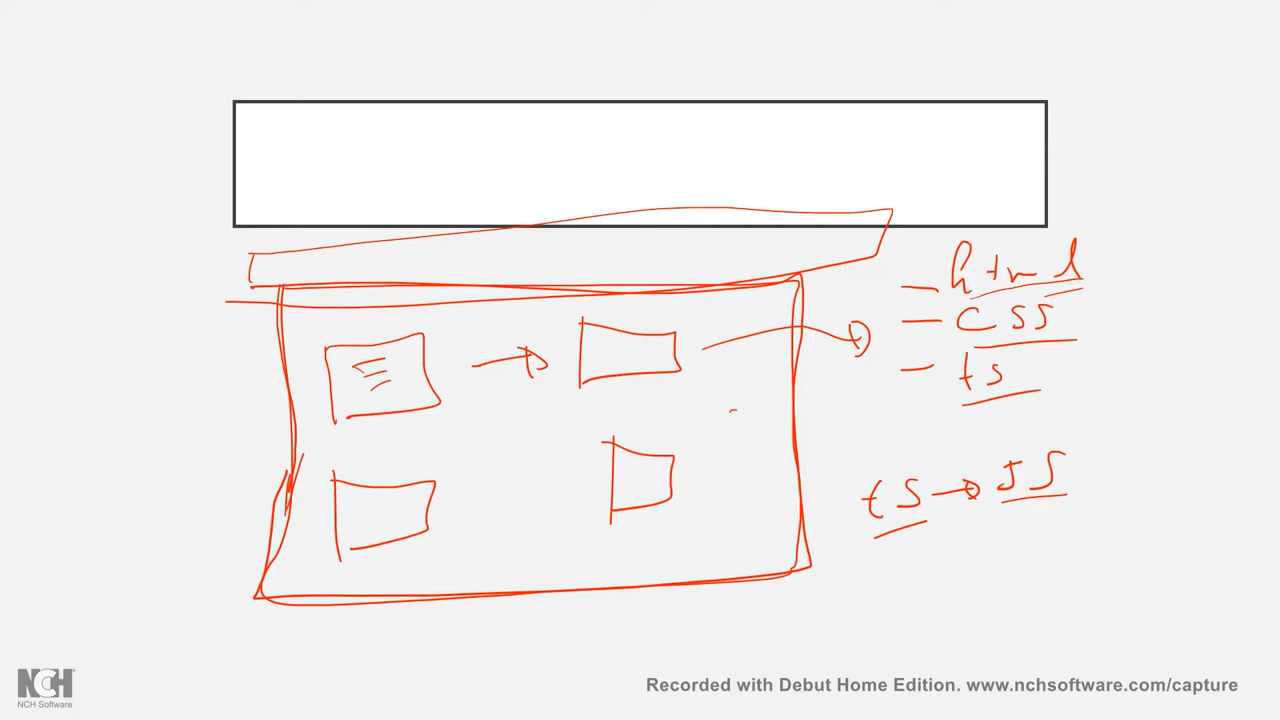 - html
- css
- ts
ts → JS
NCH
NCH Software
Recorded with Debut Home Edition. www.nchsoftware.com/capture